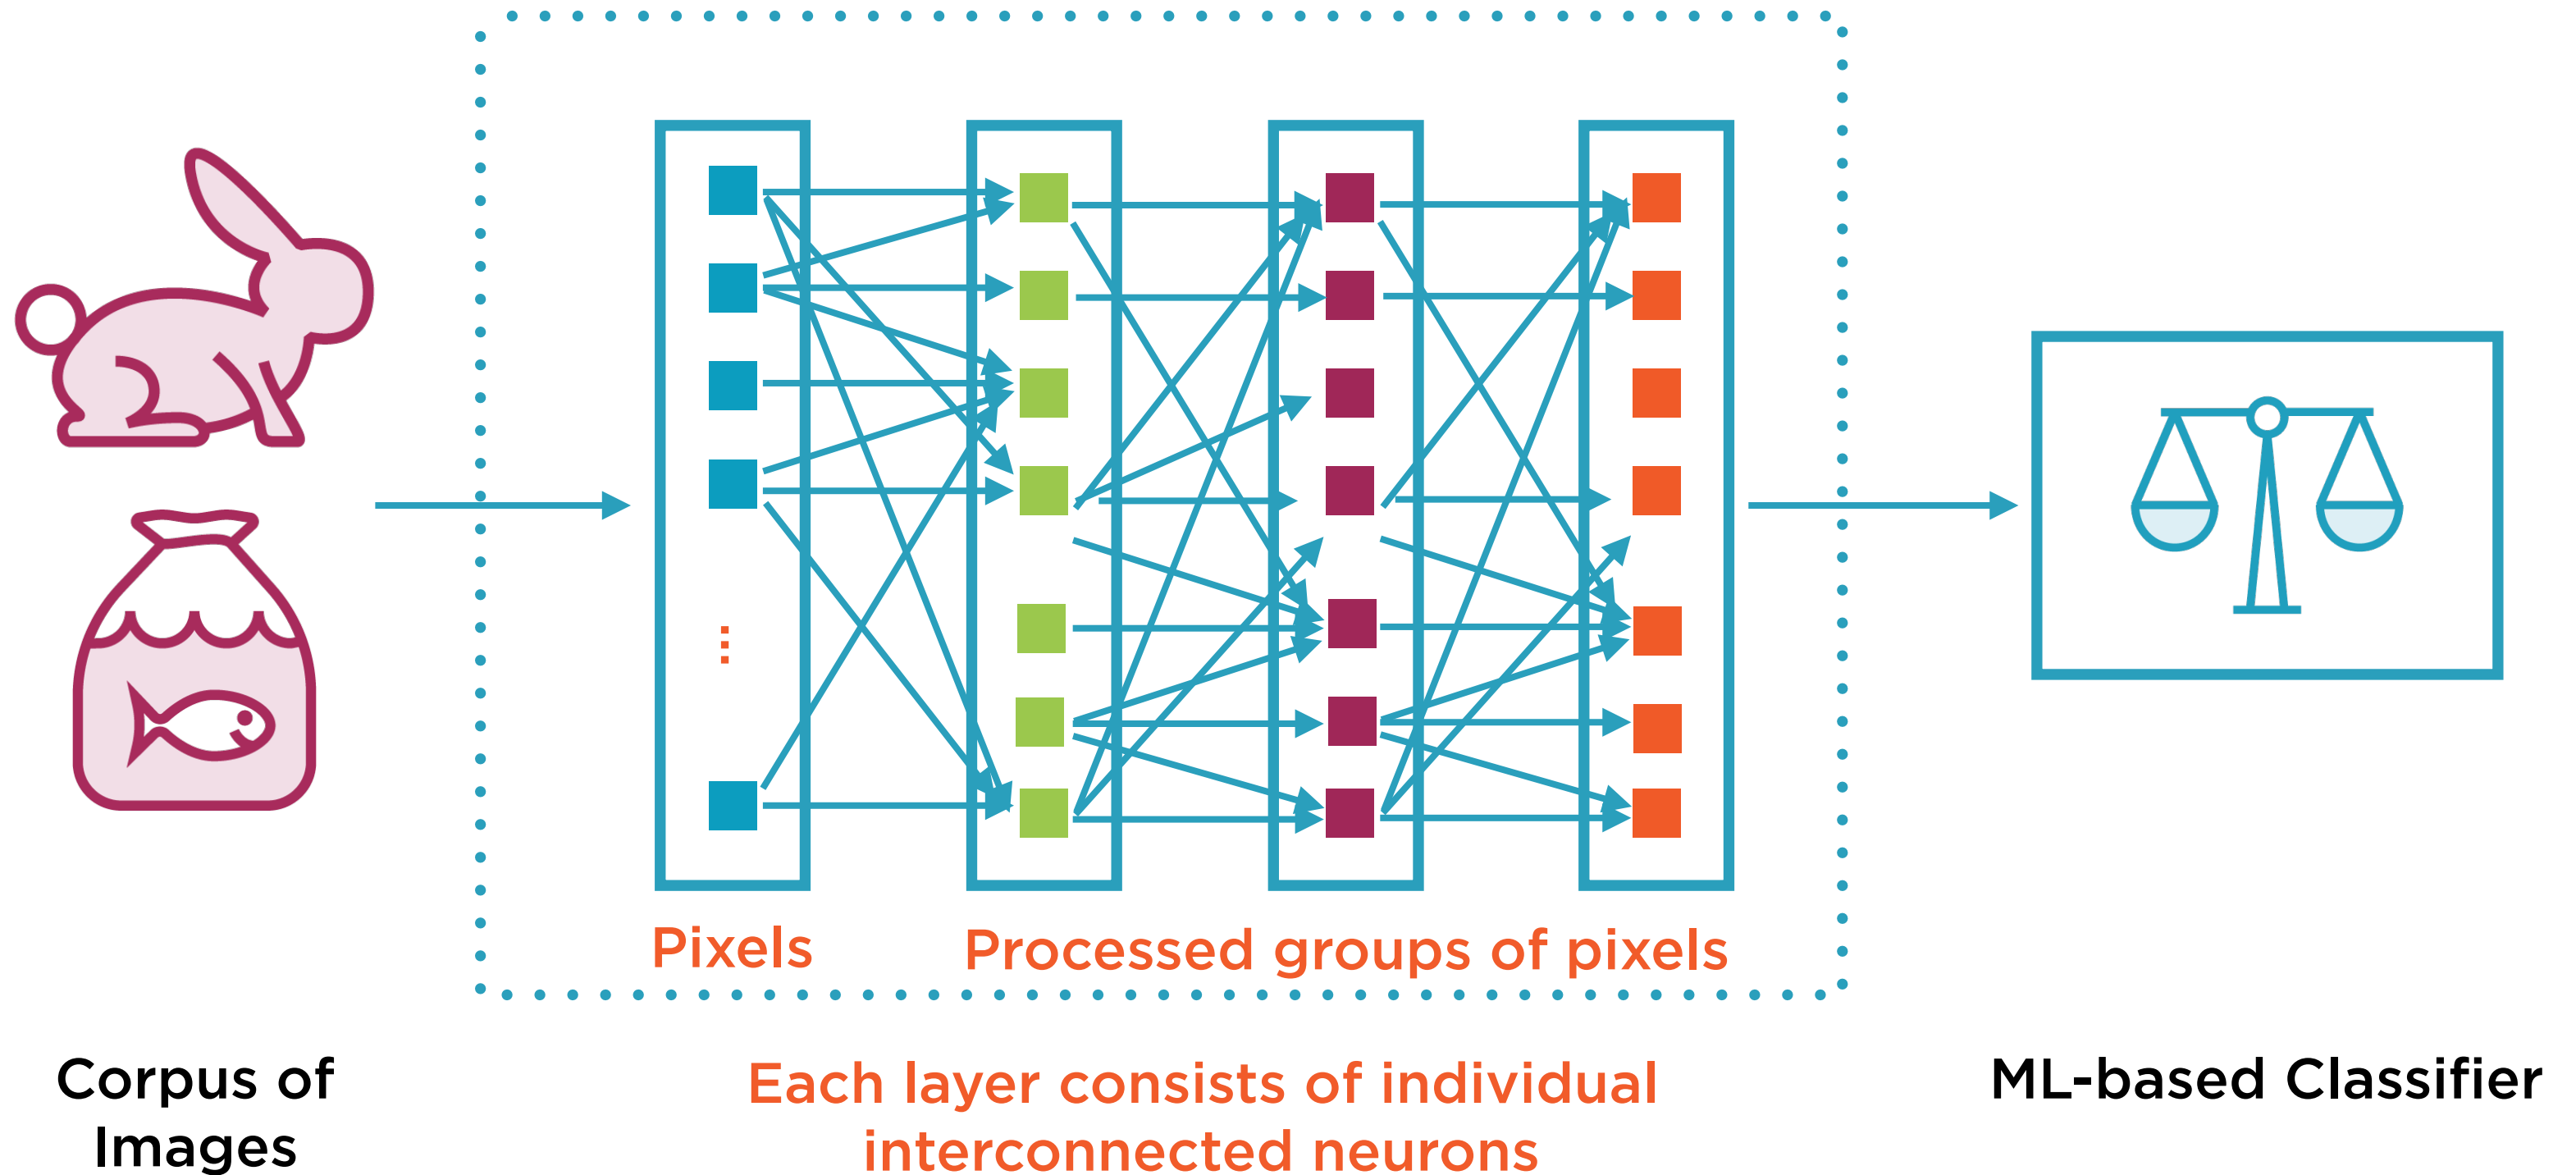 Pixels
Processed groups of pixels
Corpus of
Images
Each layer consists of individual
interconnected neurons
ML-based Classifier